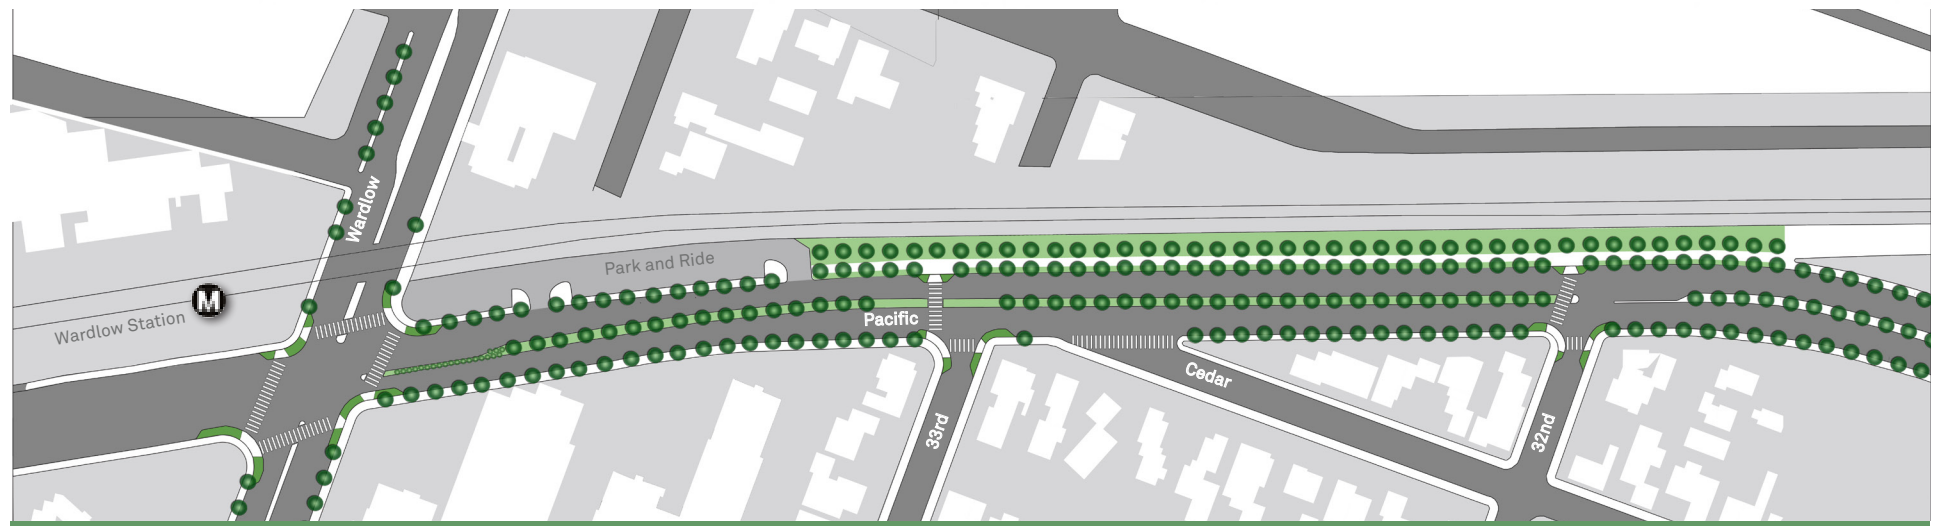 Wardlow
Park and Ride
M
Wardlow Station
Pacific
Cedar
33rd
32nd